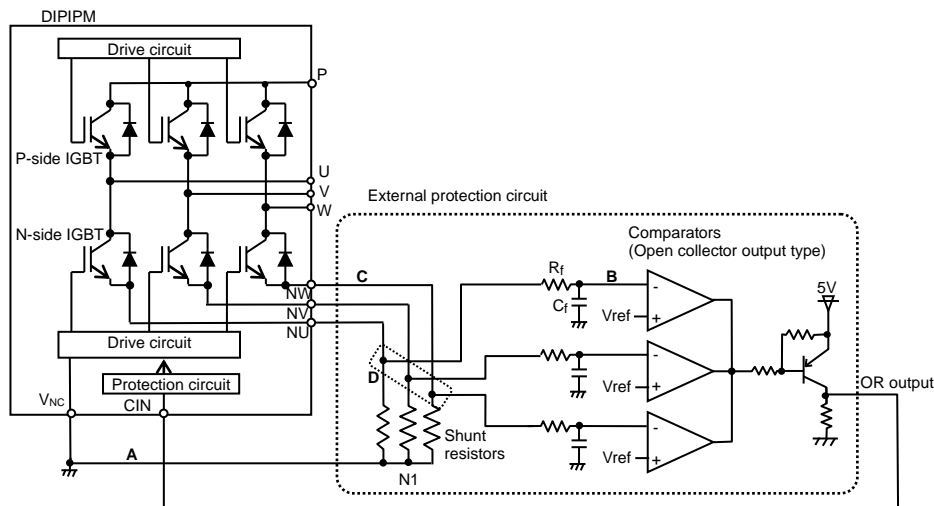 DIPIPM
Drive circuit
P
P-side IGBT
U
V
W
External protection circuit
N-side IGBT
Comparators
(Open collector output type)
C
Rf
B
-
5V
NW
Cf
Vref
+
NV
NU
Drive circuit
-
D
Protection circuit
Vref
+
OR output
VNC
CIN
-
Shunt
resistors
A
Vref
+
N1